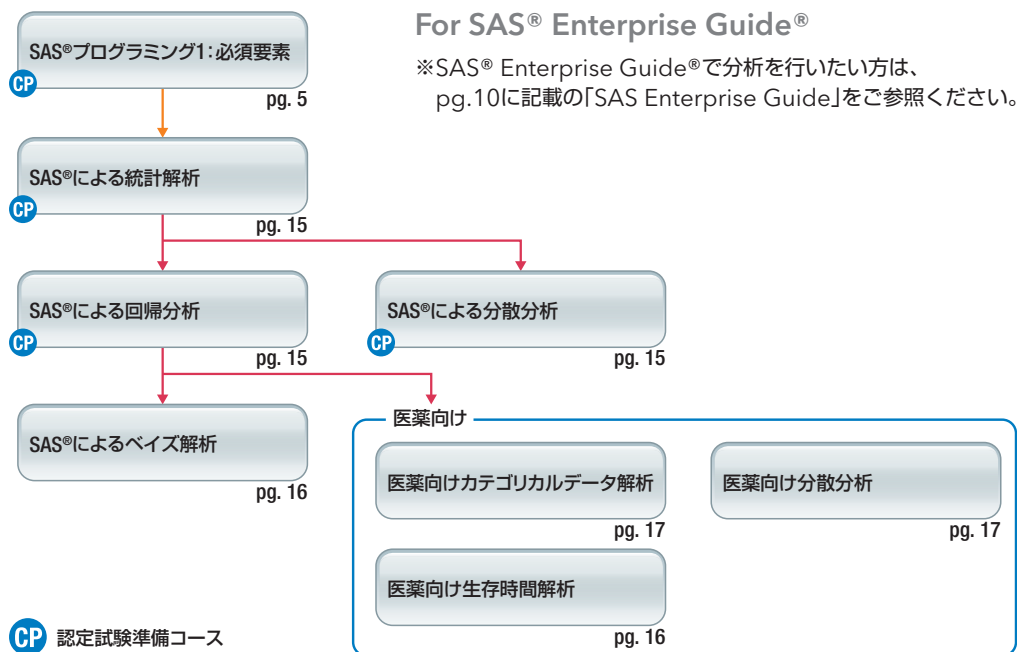 For SAS® Enterprise Guide®
※SAS® Enterprise Guide®で分析を行いたい方は、
pg.10に記載の「SAS Enterprise Guide」をご参照ください。
SAS®プログラミング1:必須要素
CP
pg. 5
SAS®による統計解析
CP
pg. 15
SAS®による回帰分析
CP
pg. 15
SAS®による分散分析
CP
pg. 15
SAS®によるベイズ解析
pg. 16
医薬向け
医薬向けカテゴリカルデータ解析
pg. 17
医薬向け分散分析
pg. 17
医薬向け生存時間解析
pg. 16
CP 認定試験準備コース